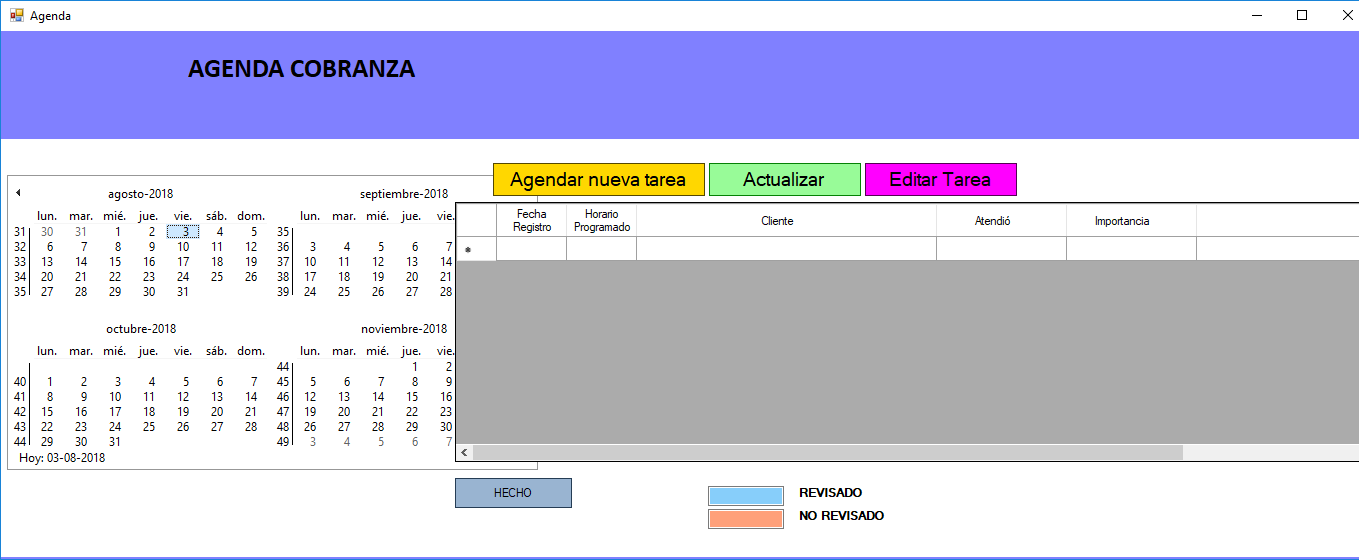 Agenda
AGENDA COBRANZA
Agendar nueva tarea Actualizar Editar Tarea
agosto-2018 septiembre-2018
lun. mar. mié. jue. vie. sáb. dom. lun. mar. mié. jue. vie.
31 30 31 1 2 3 4 5 35
32 6 7 8 9 10 11 12 36 3 4 5 6 7
33 13 14 15 16 17 18 19 37 10 11 12 13 14
34 20 21 22 23 24 25 26 38 17 18 19 20 21
35 27 28 29 30 31 39 24 25 26 27 28
octubre-2018 noviembre-2018
lun. mar. mié. jue. vie. sáb. dom. lun. mar. mié. jue. vie.
44 1 2
40 1 2 3 4 5 6 7 45 5 6 7 8 9
41 8 9 10 11 12 13 14 46 12 13 14 15 16
42 15 16 17 18 19 20 21 47 19 20 21 22 23
43 22 23 24 25 26 27 28 48 26 27 28 29 30
44 29 30 31 49 3 4 5 6 7
Hoy: 03-08-2018
Fecha Horario
Registro Programado Cliente Atendió Importancia
HECHO
REVISADO
NO REVISADO